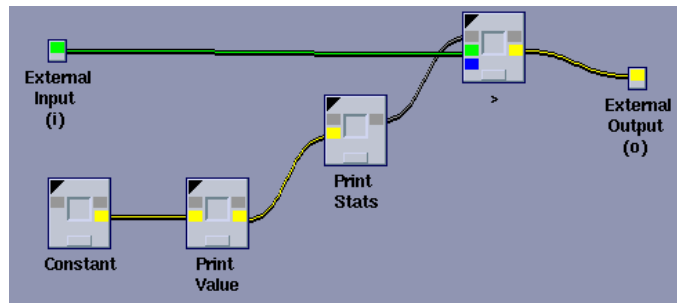 External
Input
(i)
>
External
Output
(o)
Print
Stats
Constant
Print
Value